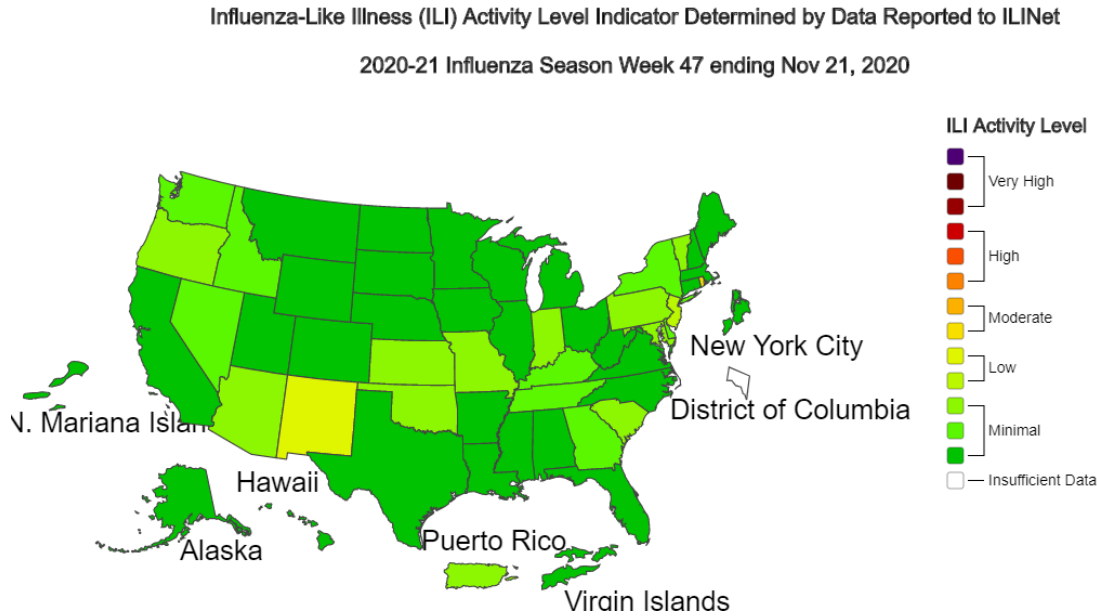 Influenza-Like Illness (ILI) Activity Level Indicator Determined by Data Reported to ILINet
2020-21 Influenza Season Week 47 ending Nov 21, 2020
ILI Activity Level
Very High
High
Moderate
Low
Minimal
Insufficient Data
New York City
District of Columbia
N. Mariana Islan
Hawaii
Alaska
Puerto Rico
Virgin Islands